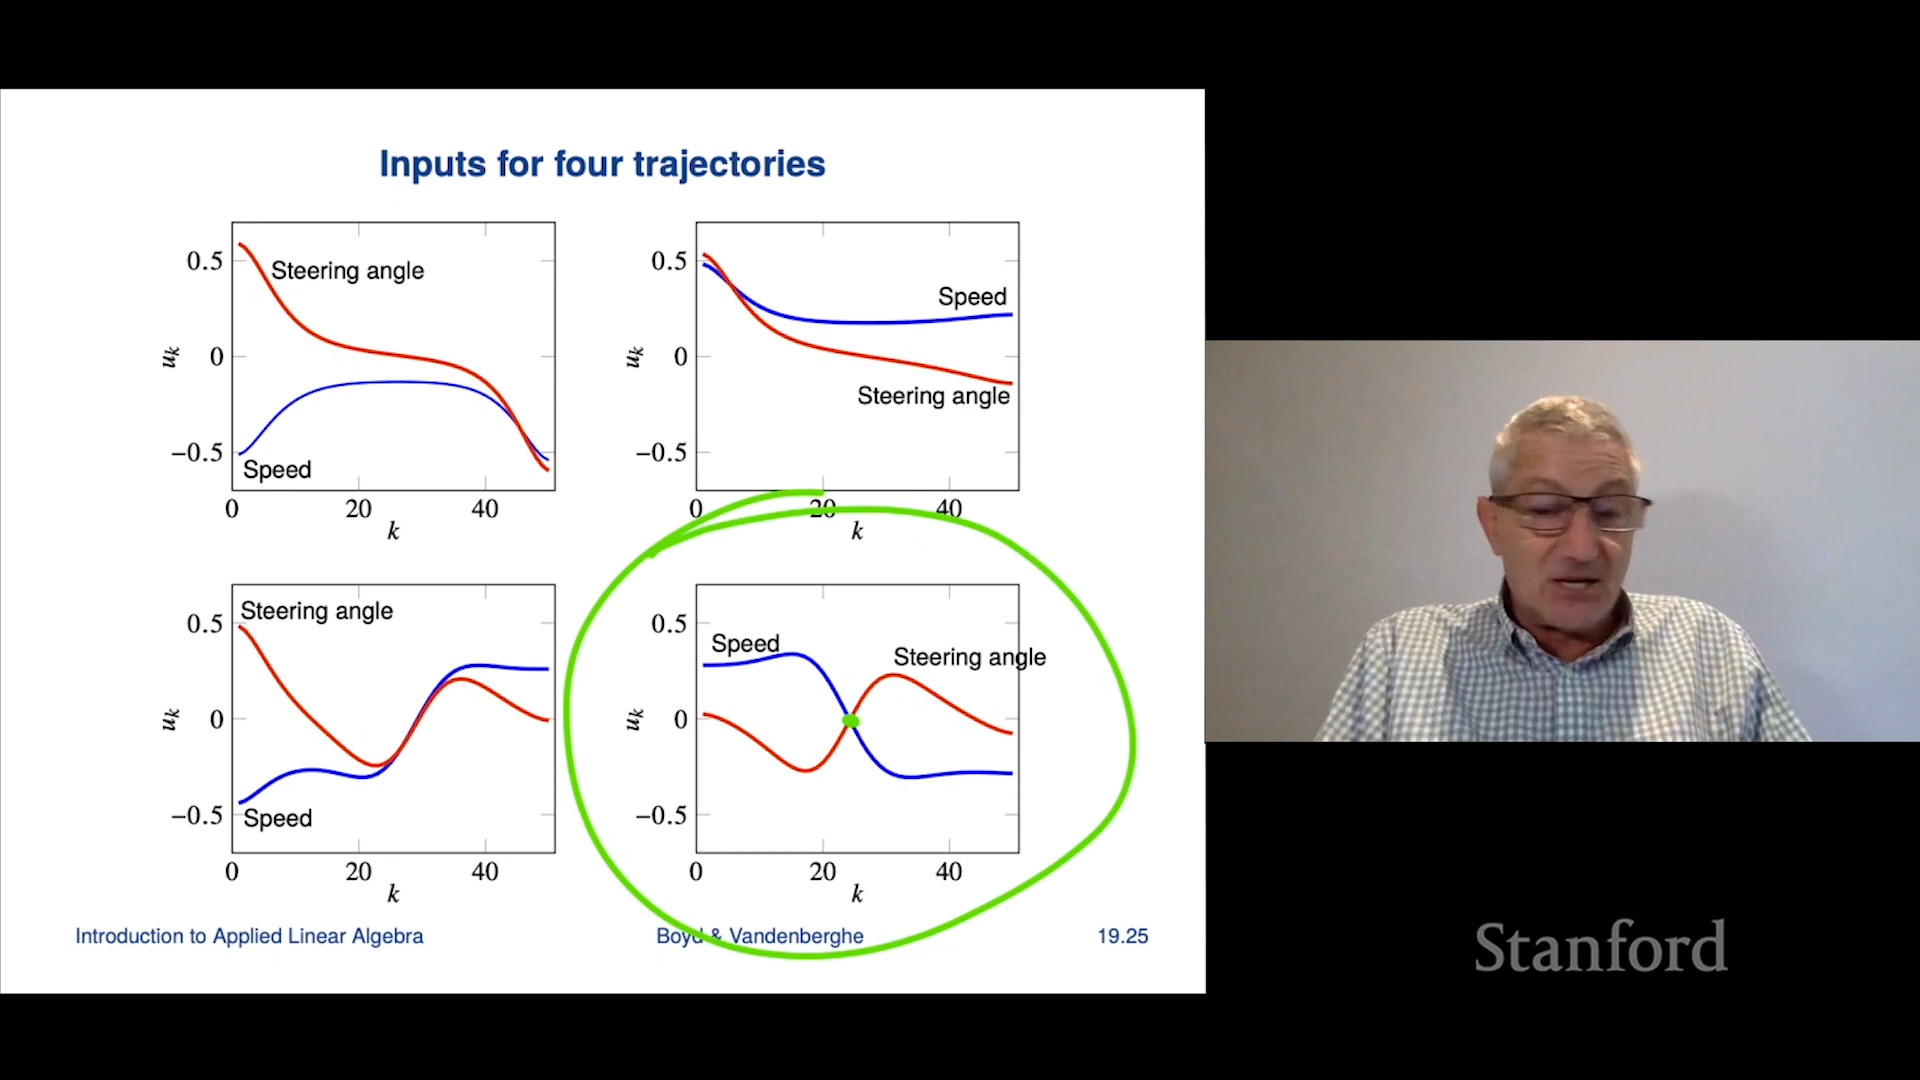 Inputs for four trajectories
0.5
0
−0.5
u_k
Steering angle
Speed
0 20 40
k
0.5
0
−0.5
u_k
Speed
Steering angle
0 20 40
k
0.5
0
−0.5
u_k
Steering angle
Speed
0 20 40
k
0.5
0
−0.5
u_k
Speed
Steering angle
0 20 40
k
Introduction to Applied Linear Algebra
Boyd & Vandenberghe
19.25
Stanford